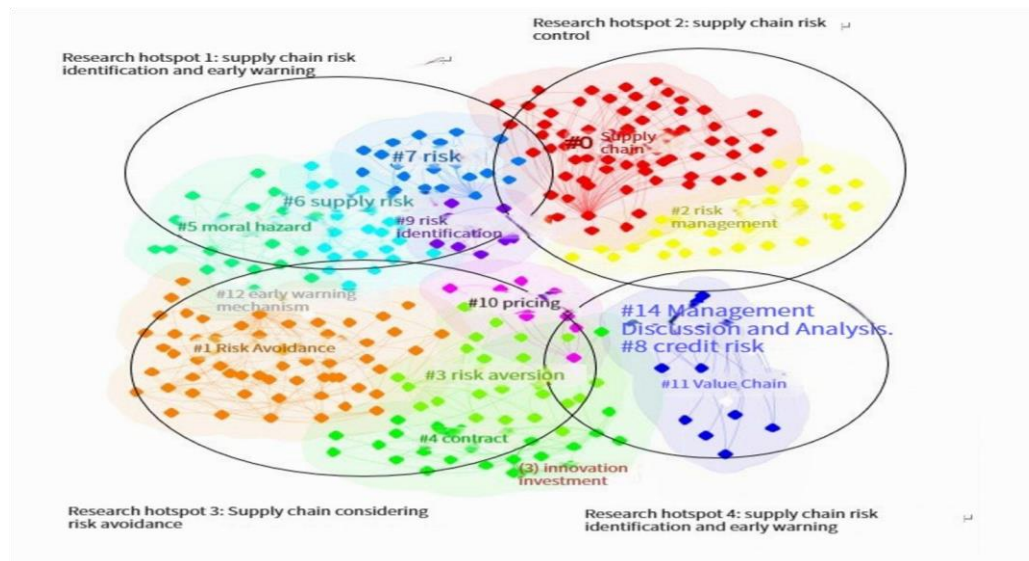 Research hotspot 2: supply chain risk
control
Research hotspot 1: supply chain risk
identification and early warning
#0 Supply
chain
#7 risk
#6 supply risk
#5 moral hazard
#9 risk
identification
#2 risk
management
#12 early warning
mechanism
#10 pricing
#1 Risk Avoidance
#3 risk aversion
#14 Management
Discussion and Analysis.
#8 credit risk
#11 Value Chain
#4 contract
(3) innovation
investment
Research hotspot 3: Supply chain considering
risk avoidance
Research hotspot 4: supply chain risk
identification and early warning